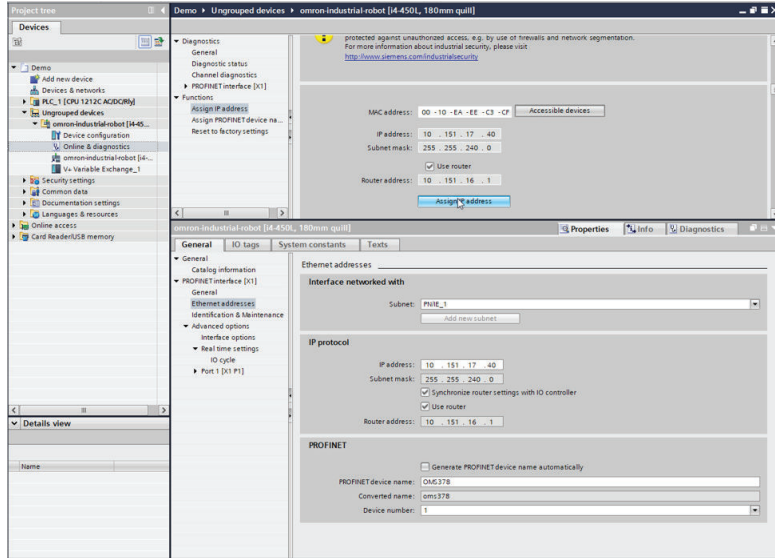 Project tree
Demo ▸ Ungrouped devices ▸ omron-industrial-robot [i4-450L, 180mm quill]
Devices
Demo
Add new device
Devices & networks
PLC_1 [CPU 1212C AC/DC/Rly]
Ungrouped devices
omron-industrial-robot [i4-45...
Device configuration
Online & diagnostics
omron-industrial-robot [i4-...
V+ Variable Exchange_1
Security settings
Common data
Documentation settings
Languages & resources
Online access
Card Reader/USB memory
Details view
Name
Diagnostics
General
Diagnostic status
Channel diagnostics
PROFINET interface [X1]
Functions
Assign IP address
Assign PROFINET device na...
Reset to factory settings
protected against unauthorized access, e.g. by use of firewalls and network segmentation.
For more information about industrial security, please visit
http://www.siemens.com/industrialsecurity
MAC address: 00 -10 -EA -EE -C3 -CF Accessible devices
IP address: 10 . 151 . 17 . 40
Subnet mask: 255 . 255 . 240 . 0
Use router
Router address: 10 . 151 . 16 . 1
Assign IP address
omron-industrial-robot [i4-450L, 180mm quill]
Properties Info Diagnostics
General IO tags System constants Texts
General
Catalog information
PROFINET interface [X1]
General
Ethernet addresses
Identification & Maintenance
Advanced options
Interface options
Real time settings
IO cycle
Port 1 [X1 P1]
Ethernet addresses
Interface networked with
Subnet: PN/IE_1
Add new subnet
IP protocol
IP address: 10 . 151 . 17 . 40
Subnet mask: 255 . 255 . 240 . 0
Synchronize router settings with IO controller
Use router
Router address: 10 . 151 . 16 . 1
PROFINET
Generate PROFINET device name automatically
PROFINET device name: OMS378
Converted name: oms378
Device number: 1